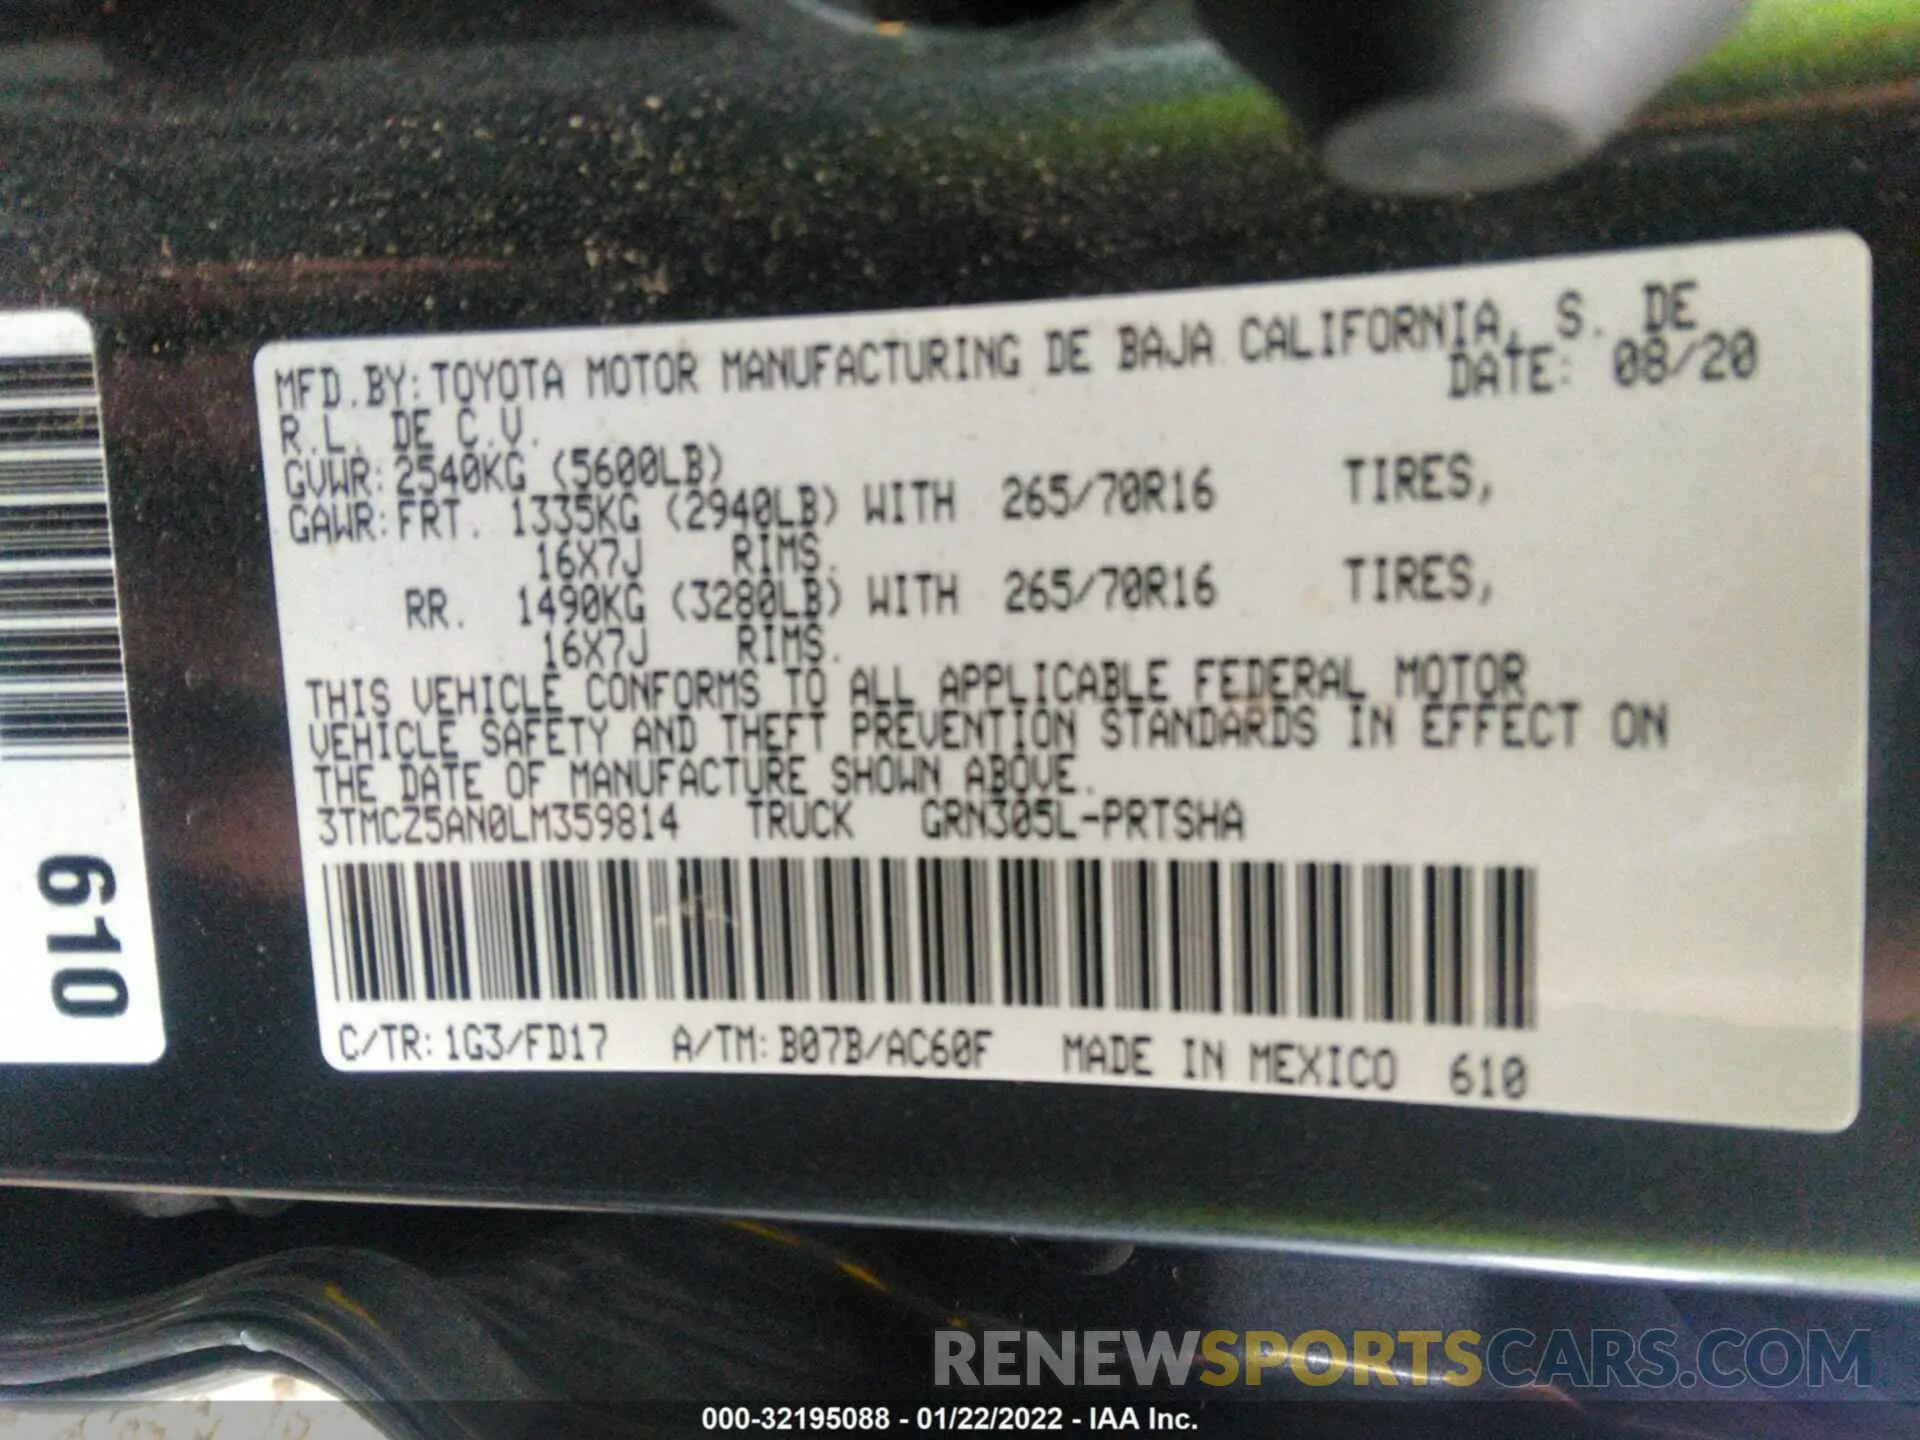 MFD.BY:TOYOTA MOTOR MANUFACTURING DE BAJA CALIFORNIA, S. DE
R.L. DE C.V. DATE: 08/20
GVWR:2540KG (5600LB)
GAWR:FRT. 1335KG (2940LB) WITH 265/70R16 TIRES,
16X7J RIMS.
RR. 1490KG (3280LB) WITH 265/70R16 TIRES,
16X7J RIMS.
THIS VEHICLE CONFORMS TO ALL APPLICABLE FEDERAL MOTOR
VEHICLE SAFETY AND THEFT PREVENTION STANDARDS IN EFFECT ON
THE DATE OF MANUFACTURE SHOWN ABOVE.
3TMCZ5AN0LM359814 TRUCK GRN305L-PRTSHA
C/TR:1G3/FD17 A/TM:B07B/AC60F MADE IN MEXICO 610
610
RENEWSPORTSCARS.COM
000-32195088 - 01/22/2022 - IAA Inc.